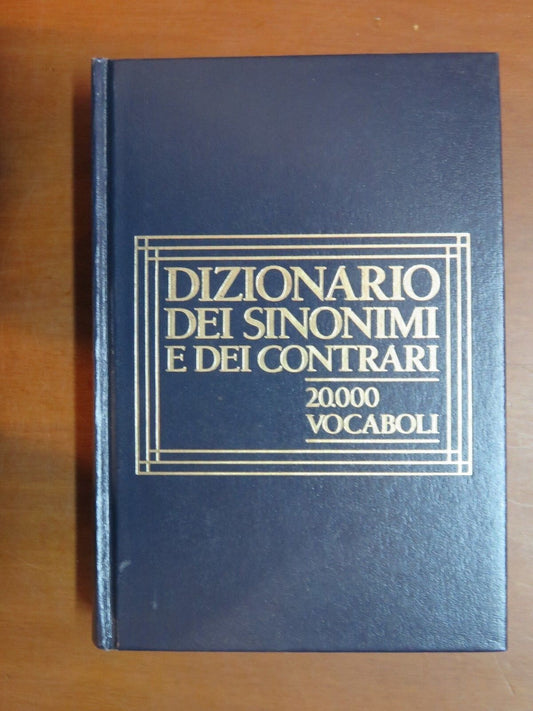 DIZIONARIO
DEI SINONIMI
E DEI CONTRARI
20.000
VOCABOLI